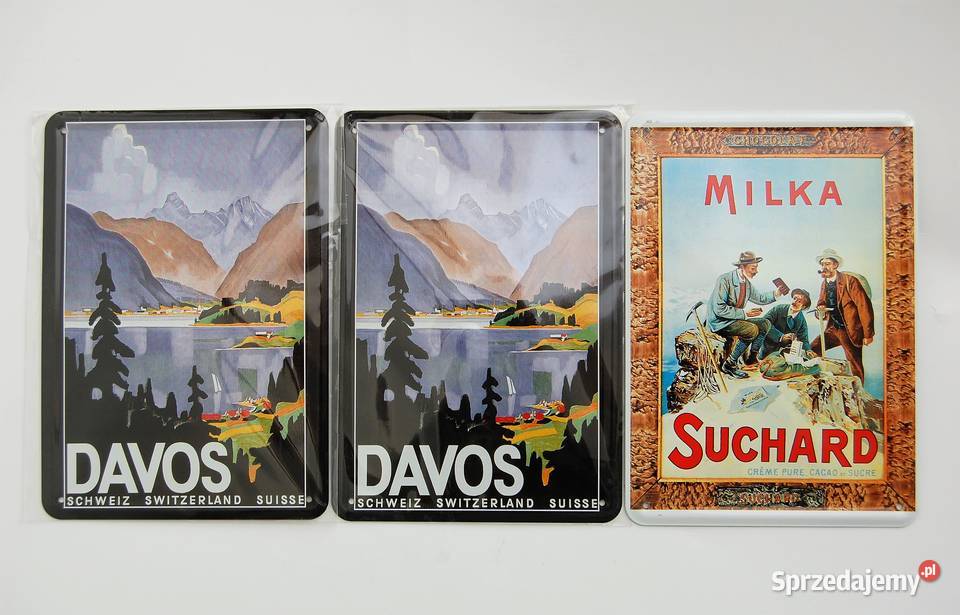 DAVOS
SCHWEIZ SWITZERLAND SUISSE
DAVOS
SCHWEIZ SWITZERLAND SUISSE
CHOCOLAT
MILKA
SUCHARD
CRÈME PURE, CACAO ET SUCRE
SUCHARD
Sprzedajemy.pl